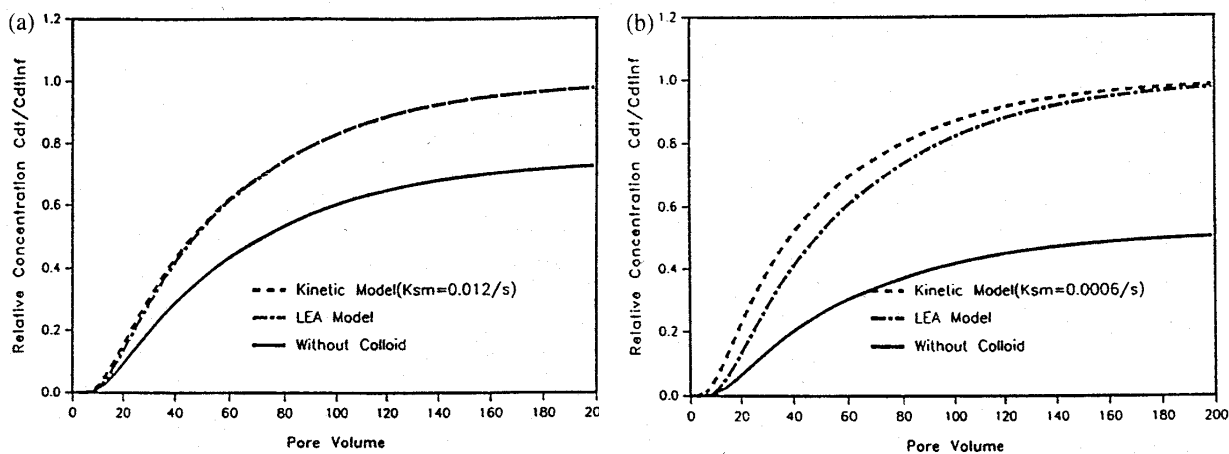 (a)
Relative Concentration Cdt/Cdtinf
1.2
1.0
0.8
0.6
0.4
0.2
0.0
Kinetic Model(Ksm=0.012/s)
LEA Model
Without Colloid
0 20 40 60 80 100 120 140 160 180 20
Pore Volume
(b)
Relative Concentration Cdt/Cdtinf
1.2
1.0
0.8
0.6
0.4
0.2
0.0
Kinetic Model(Ksm=0.0006/s)
LEA Model
Without Colloid
0 20 40 60 80 100 120 140 160 180 200
Pore Volume